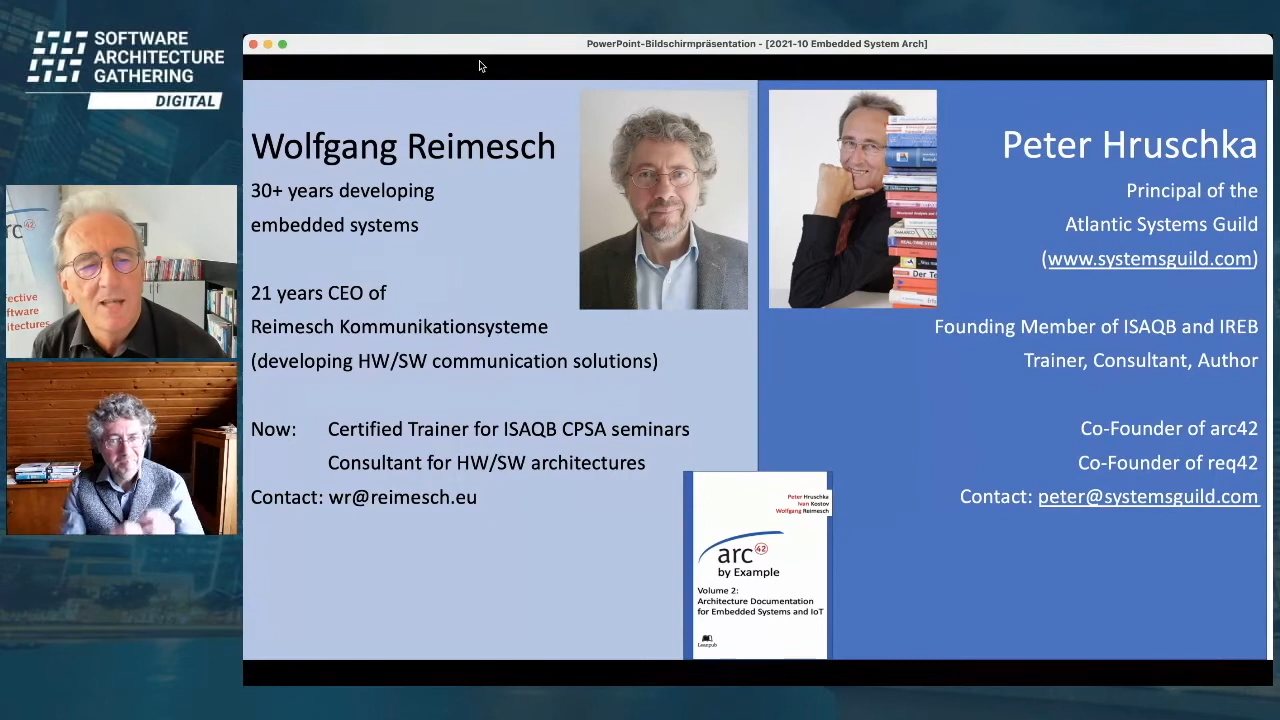 SOFTWARE
ARCHITECTURE
GATHERING
DIGITAL
PowerPoint-Bildschirmpräsentation - [2021-10 Embedded System Arch]
Wolfgang Reimesch
30+ years developing
embedded systems
21 years CEO of
Reimesch Kommunikationsysteme
(developing HW/SW communication solutions)
Now: Certified Trainer for ISAQB CPSA seminars
Consultant for HW/SW architectures
Contact: wr@reimesch.eu
Peter Hruschka
Principal of the
Atlantic Systems Guild
(www.systemsguild.com)
Founding Member of ISAQB and IREB
Trainer, Consultant, Author
Co-Founder of arc42
Co-Founder of req42
Contact: peter@systemsguild.com
Peter Hruschka
Ivan Kostov
Wolfgang Reimesch
arc 42
by Example
Volume 2:
Architecture Documentation
for Embedded Systems and IoT
Leanpub